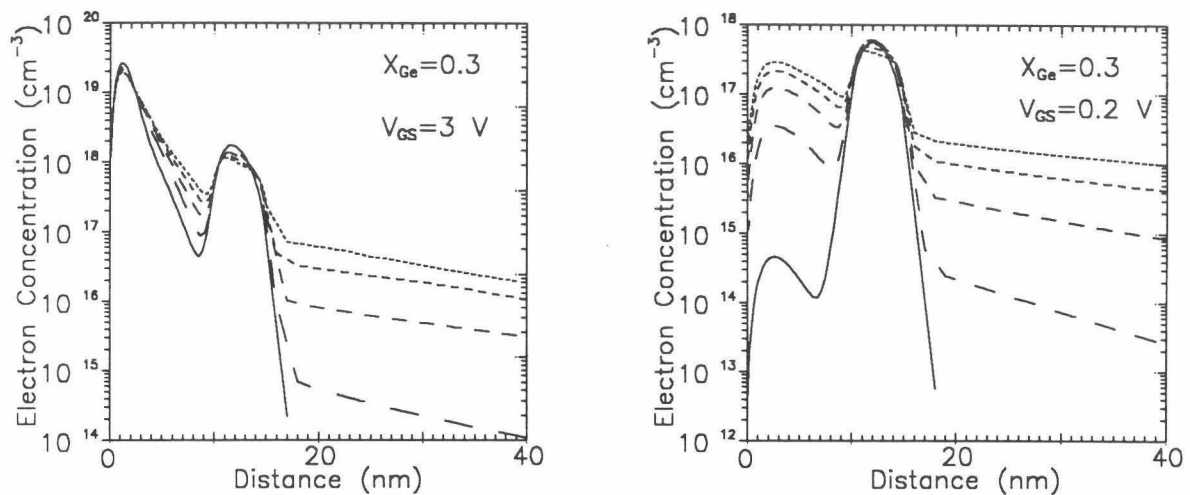 Electron Concentration (cm⁻³)
10 20
10 19
10 18
10 17
10 16
10 15
10 14
X_Ge=0.3
V_GS=3 V
0 20 40
Distance (nm)
Electron Concentration (cm⁻³)
10 18
10 17
10 16
10 15
10 14
10 13
10 12
X_Ge=0.3
V_GS=0.2 V
0 20 40
Distance (nm)